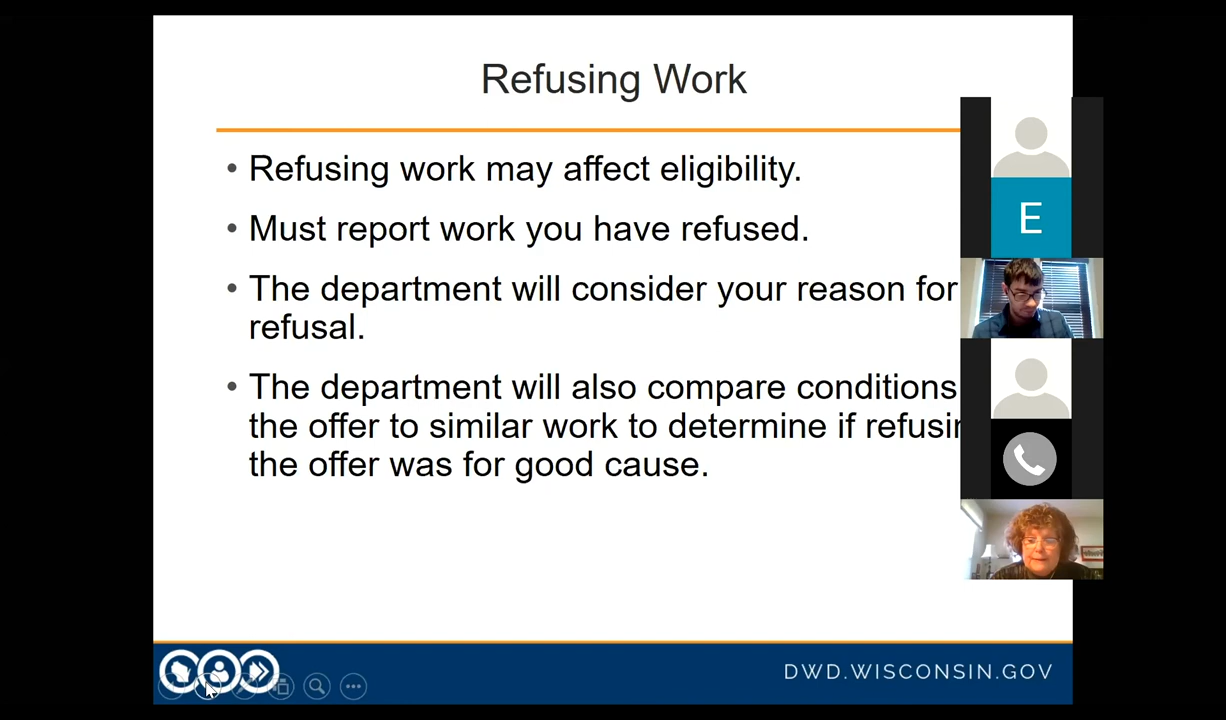 Refusing Work
• Refusing work may affect eligibility.
• Must report work you have refused.
• The department will consider your reason for
refusal.
• The department will also compare conditions
the offer to similar work to determine if
the offer was for good cause.
E
DWD.WISCONSIN.GOV